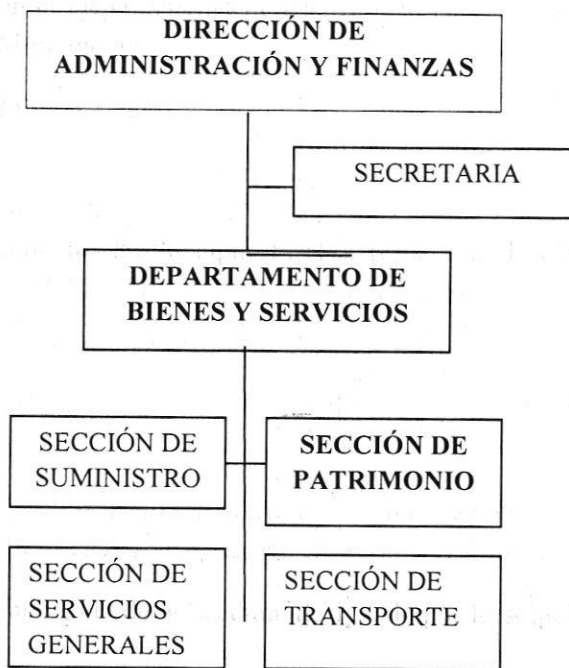 DIRECCIÓN DE
ADMINISTRACIÓN Y FINANZAS
SECRETARIA
DEPARTAMENTO DE
BIENES Y SERVICIOS
SECCIÓN DE
SUMINISTRO
SECCIÓN DE
PATRIMONIO
SECCIÓN DE
SERVICIOS
GENERALES
SECCIÓN DE
TRANSPORTE